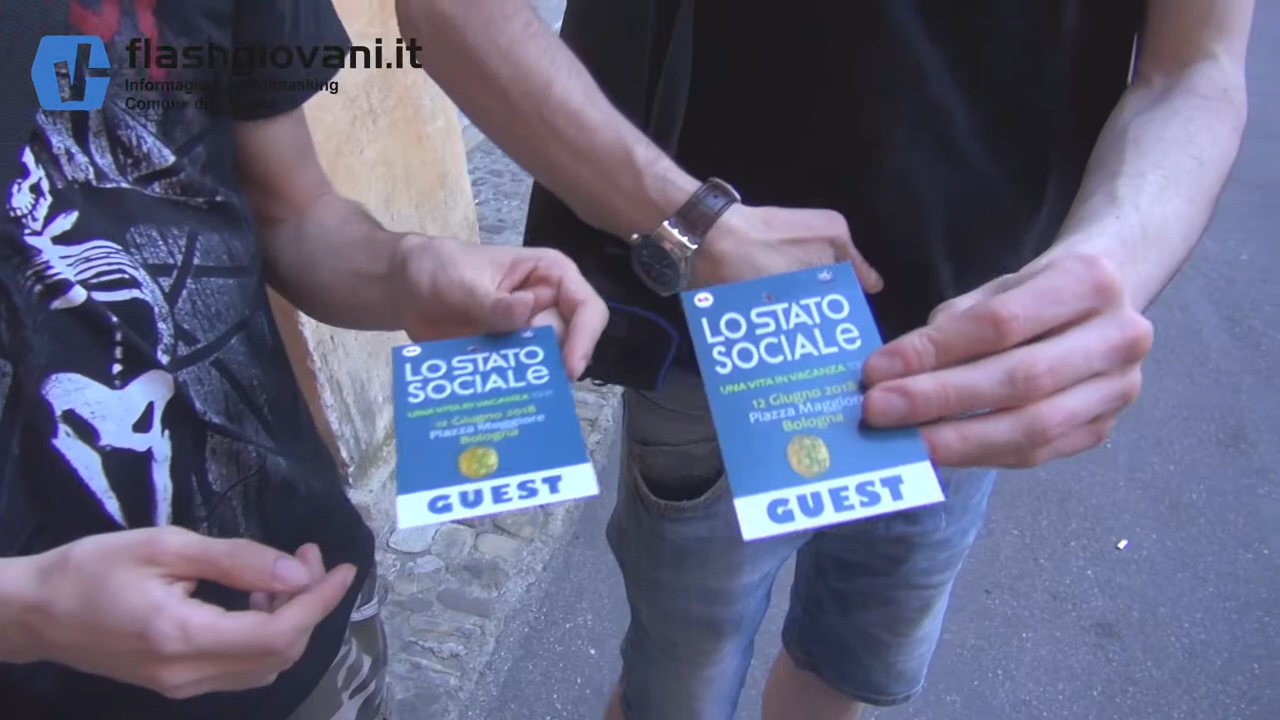 flashgiovani.it
LO STATO
SOCIALE
UNA VITA IN VACANZA
12 Giugno 2018
Piazza Maggiore
Bologna
GUEST
LO STATO
SOCIALE
UNA VITA IN VACANZA
12 Giugno 2018
Piazza Maggiore
Bologna
GUEST